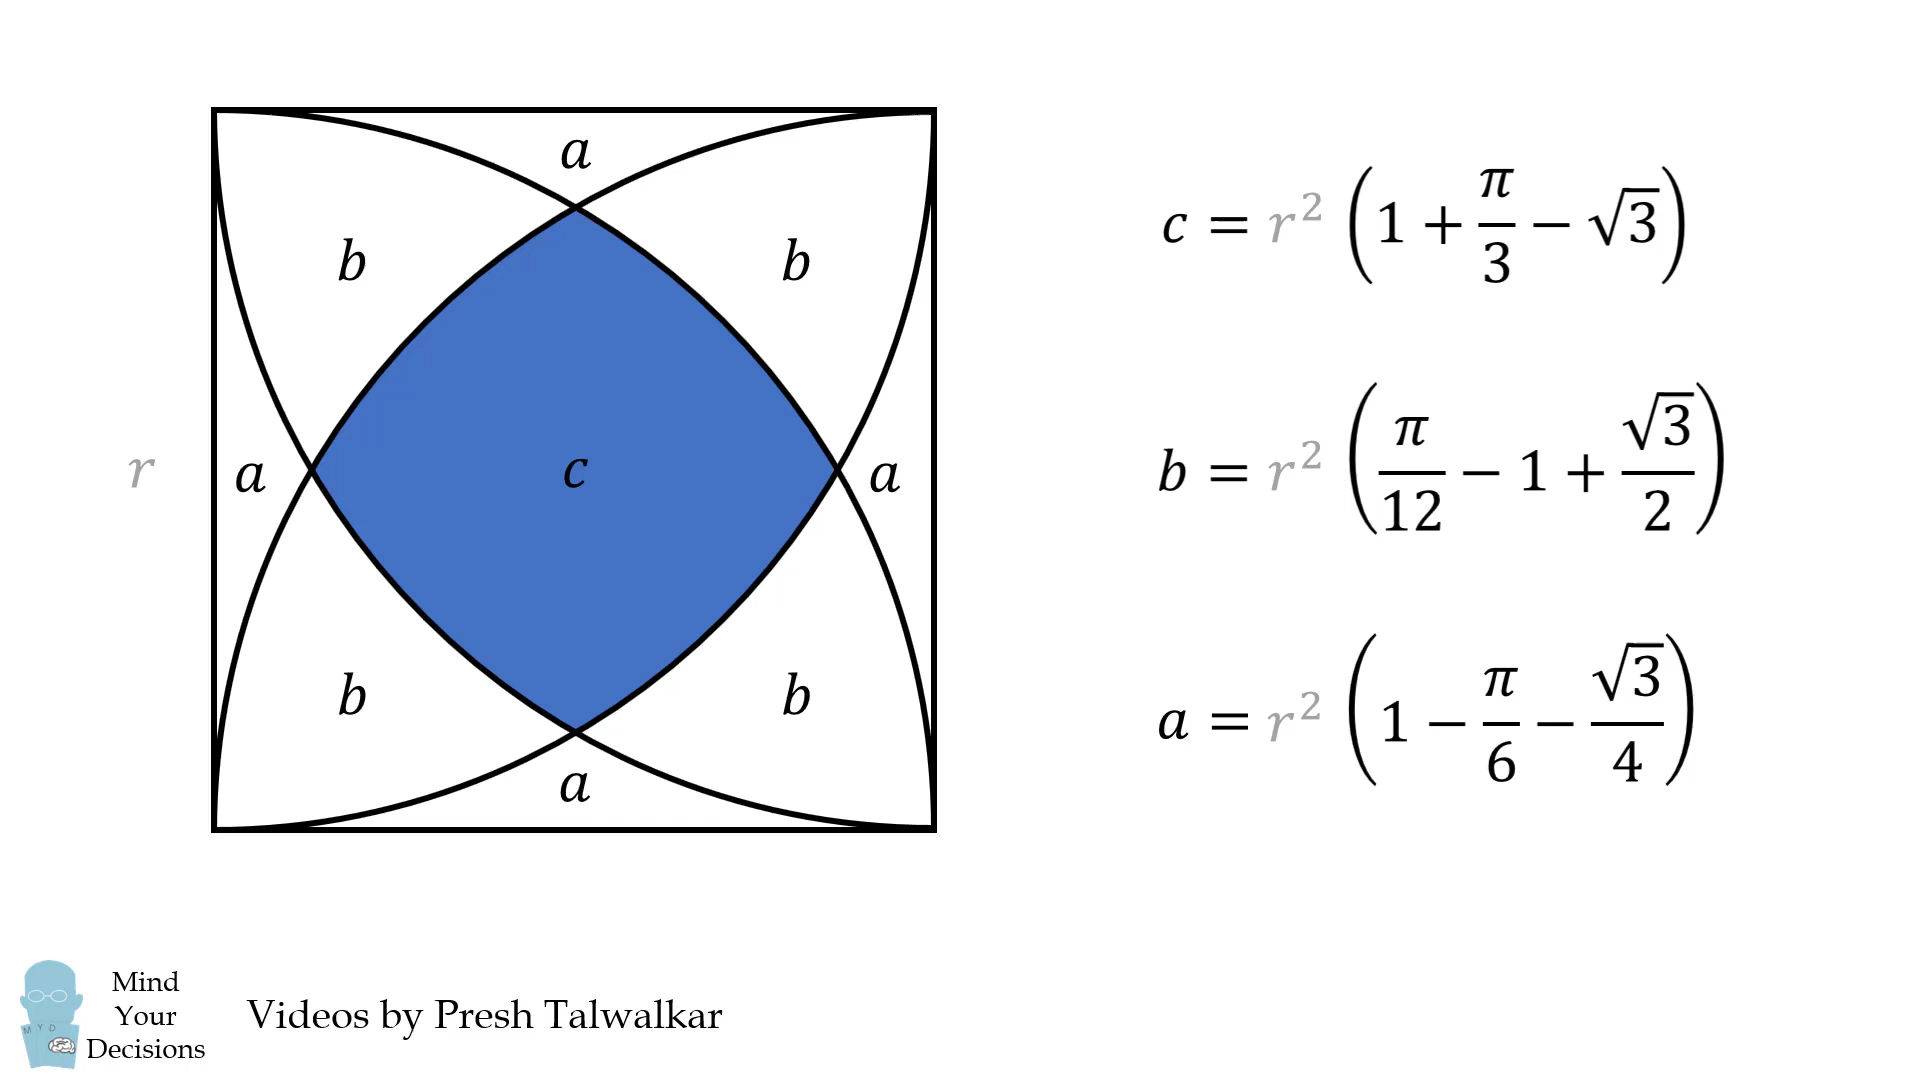 a
b b
r a c a
b b
a
c = r² (1 + π/3 − √3)
b = r² (π/12 − 1 + √3/2)
a = r² (1 − π/6 − √3/4)
M Y D
Mind
Your
Decisions
Videos by Presh Talwalkar